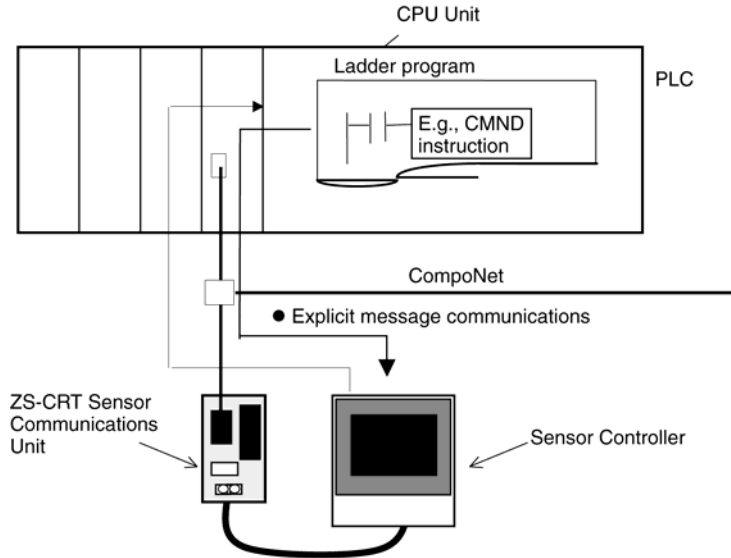 CPU Unit
Ladder program
PLC
E.g., CMND
instruction
CompoNet
● Explicit message communications
ZS-CRT Sensor
Communications
Unit
Sensor Controller